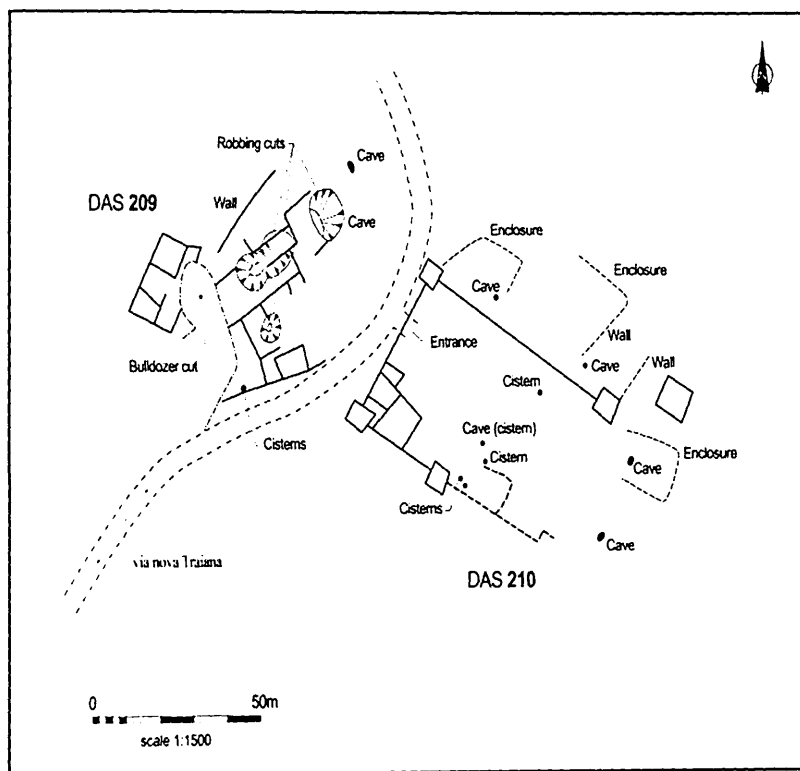 Robbing cuts
Cave
DAS 209
Wall
Cave
Enclosure
Enclosure
Cave
Bulldozer cut
Entrance
Wall
Cave
Wall
Cistern
Cisterns
Cave (cistern)
Cistern
Enclosure
Cave
Cisterns
Cave
via nova Traiana
DAS 210
0 50m
scale 1:1500